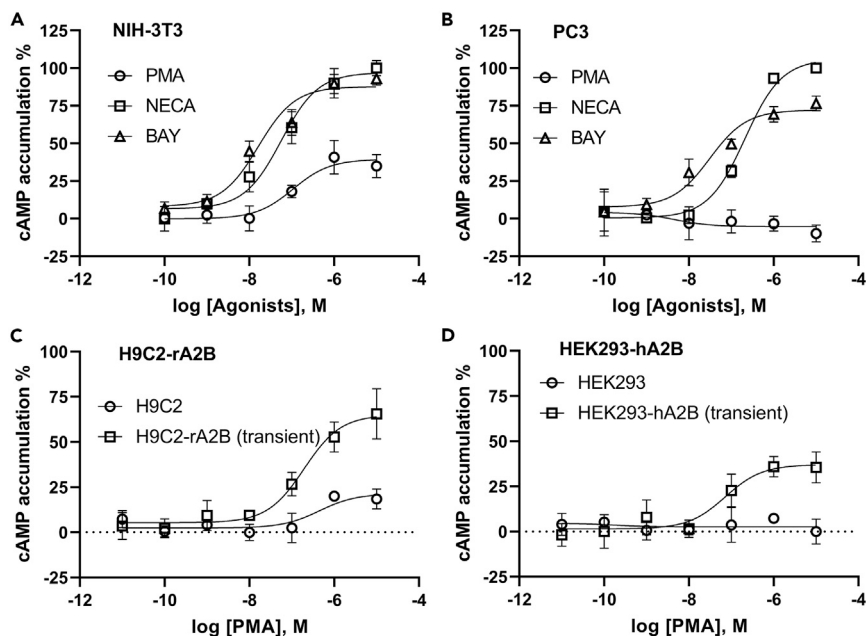 A
NIH-3T3
PMA
NECA
BAY
cAMP accumulation %
100
75
50
25
0
-25
-12
-10
-8
-6
-4
log [Agonists], M
B
PC3
PMA
NECA
BAY
cAMP accumulation %
100
75
50
25
0
-25
-12
-10
-8
-6
-4
log [Agonists], M
C
H9C2-rA2B
H9C2
H9C2-rA2B (transient)
cAMP accumulation %
100
75
50
25
0
-25
-12
-10
-8
-6
-4
log [PMA], M
D
HEK293-hA2B
HEK293
HEK293-hA2B (transient)
cAMP accumulation %
100
75
50
25
0
-25
-12
-10
-8
-6
-4
log [PMA], M